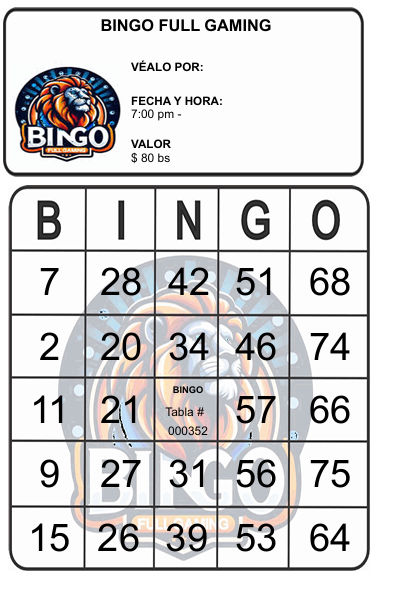 BINGO FULL GAMING
VÉALO POR:
FECHA Y HORA:
7:00 pm -
VALOR
$ 80 bs
BINGO
FULL GAMING
B I N G O
7 28 42 51 68
2 20 34 46 74
11 21 BINGO Tabla # 000352 57 66
9 27 31 56 75
15 26 39 53 64
BINGO
FULL GAMING